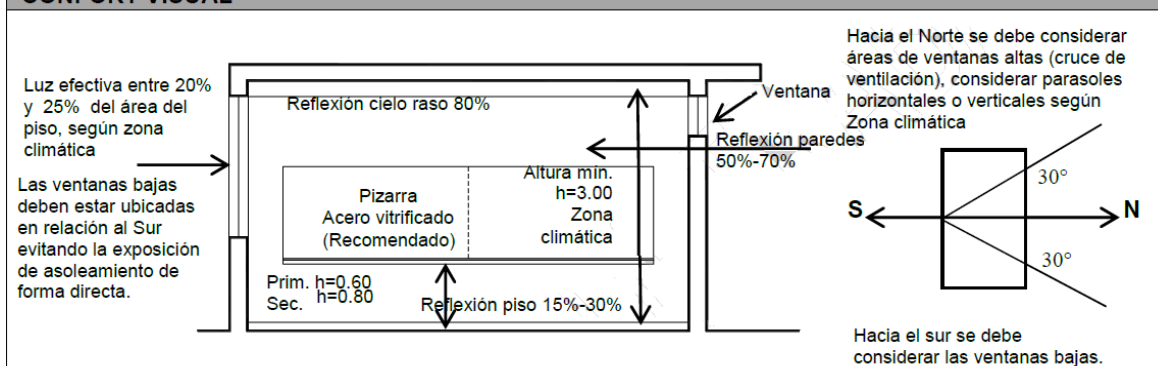 CONFORT VISUAL
Luz efectiva entre 20%
y 25% del área del
piso, según zona
climática
Las ventanas bajas
deben estar ubicadas
en relación al Sur
evitando la exposición
de asoleamiento de
forma directa.
Reflexión cielo raso 80%
Ventana
Reflexión paredes
50%-70%
Altura mín.
h=3.00
Zona
climática
Pizarra
Acero vitrificado
(Recomendado)
Prim. h=0.60
Sec. h=0.80
Reflexión piso 15%-30%
Hacia el Norte se debe considerar
áreas de ventanas altas (cruce de
ventilación), considerar parasoles
horizontales o verticales según
Zona climática
30°
S
N
30°
Hacia el sur se debe
considerar las ventanas bajas.